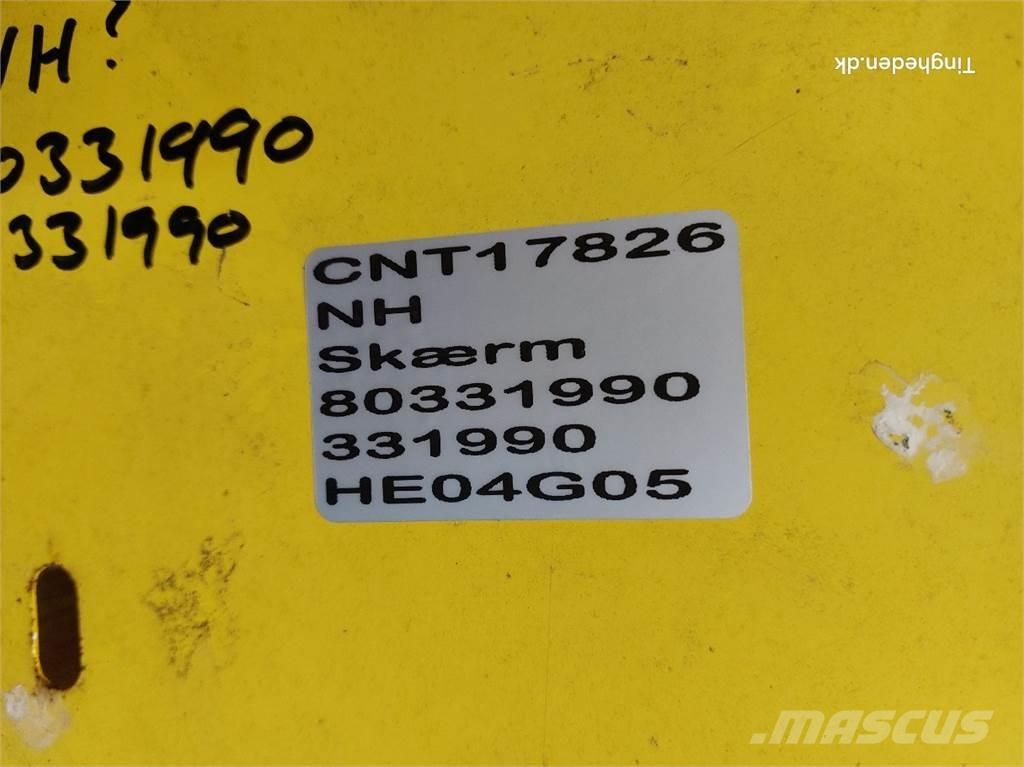 NH?
0331990
331990
Tingheden.dk
CNT17826
NH
Skærm
80331990
331990
HE04G05
MASCUS